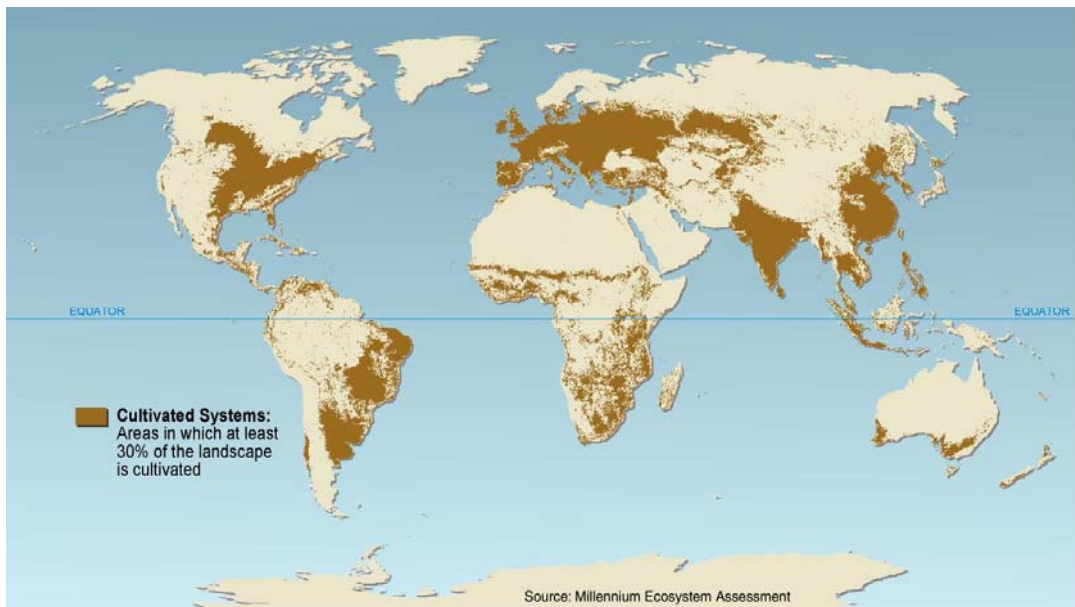 EQUATOR
EQUATOR
Cultivated Systems:
Areas in which at least
30% of the landscape
is cultivated
Source: Millennium Ecosystem Assessment